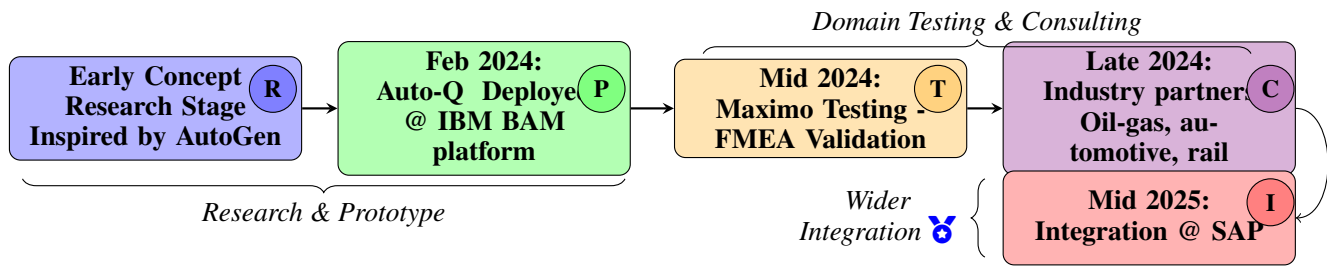 Domain Testing & Consulting
Early Concept
Research Stage
Inspired by AutoGen
R
Feb 2024:
Auto-Q Deploye
@ IBM BAM
platform
P
Mid 2024:
Maximo Testing -
FMEA Validation
T
Late 2024:
Industry partner
Oil-gas, au-
tomotive, rail
C
Research & Prototype
Wider
Integration
Mid 2025:
Integration @ SAP
I